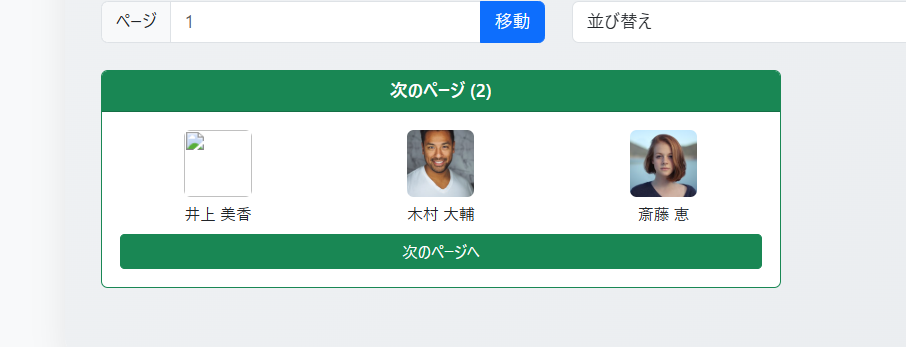 ページ 1 移動 並び替え
次のページ (2)
井上 美香 木村 大輔 斎藤 恵
次のページへ